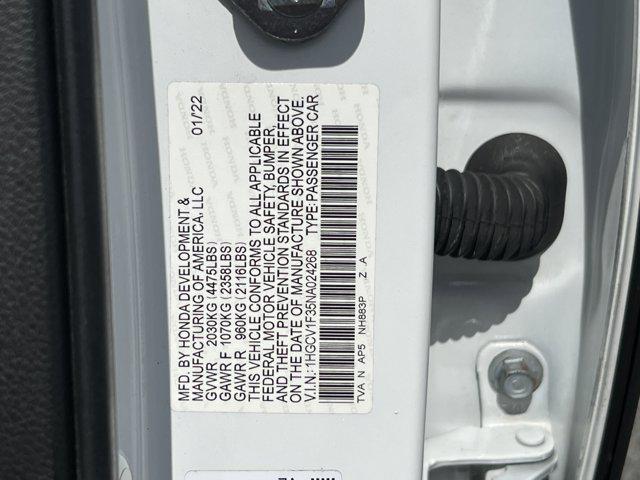 MFD. BY HONDA DEVELOPMENT &
MANUFACTURING OF AMERICA, LLC 01/22
GVWR 2030KG (4475LBS)
GAWR F 1070KG (2358LBS)
GAWR R 960KG (2116LBS)
THIS VEHICLE CONFORMS TO ALL APPLICABLE
FEDERAL MOTOR VEHICLE SAFETY, BUMPER,
AND THEFT PREVENTION STANDARDS IN EFFECT
ON THE DATE OF MANUFACTURE SHOWN ABOVE.
V.I.N.: 1HGCV1F35NA024268 TYPE: PASSENGER CAR
TVA N AP5 NH883P Z A